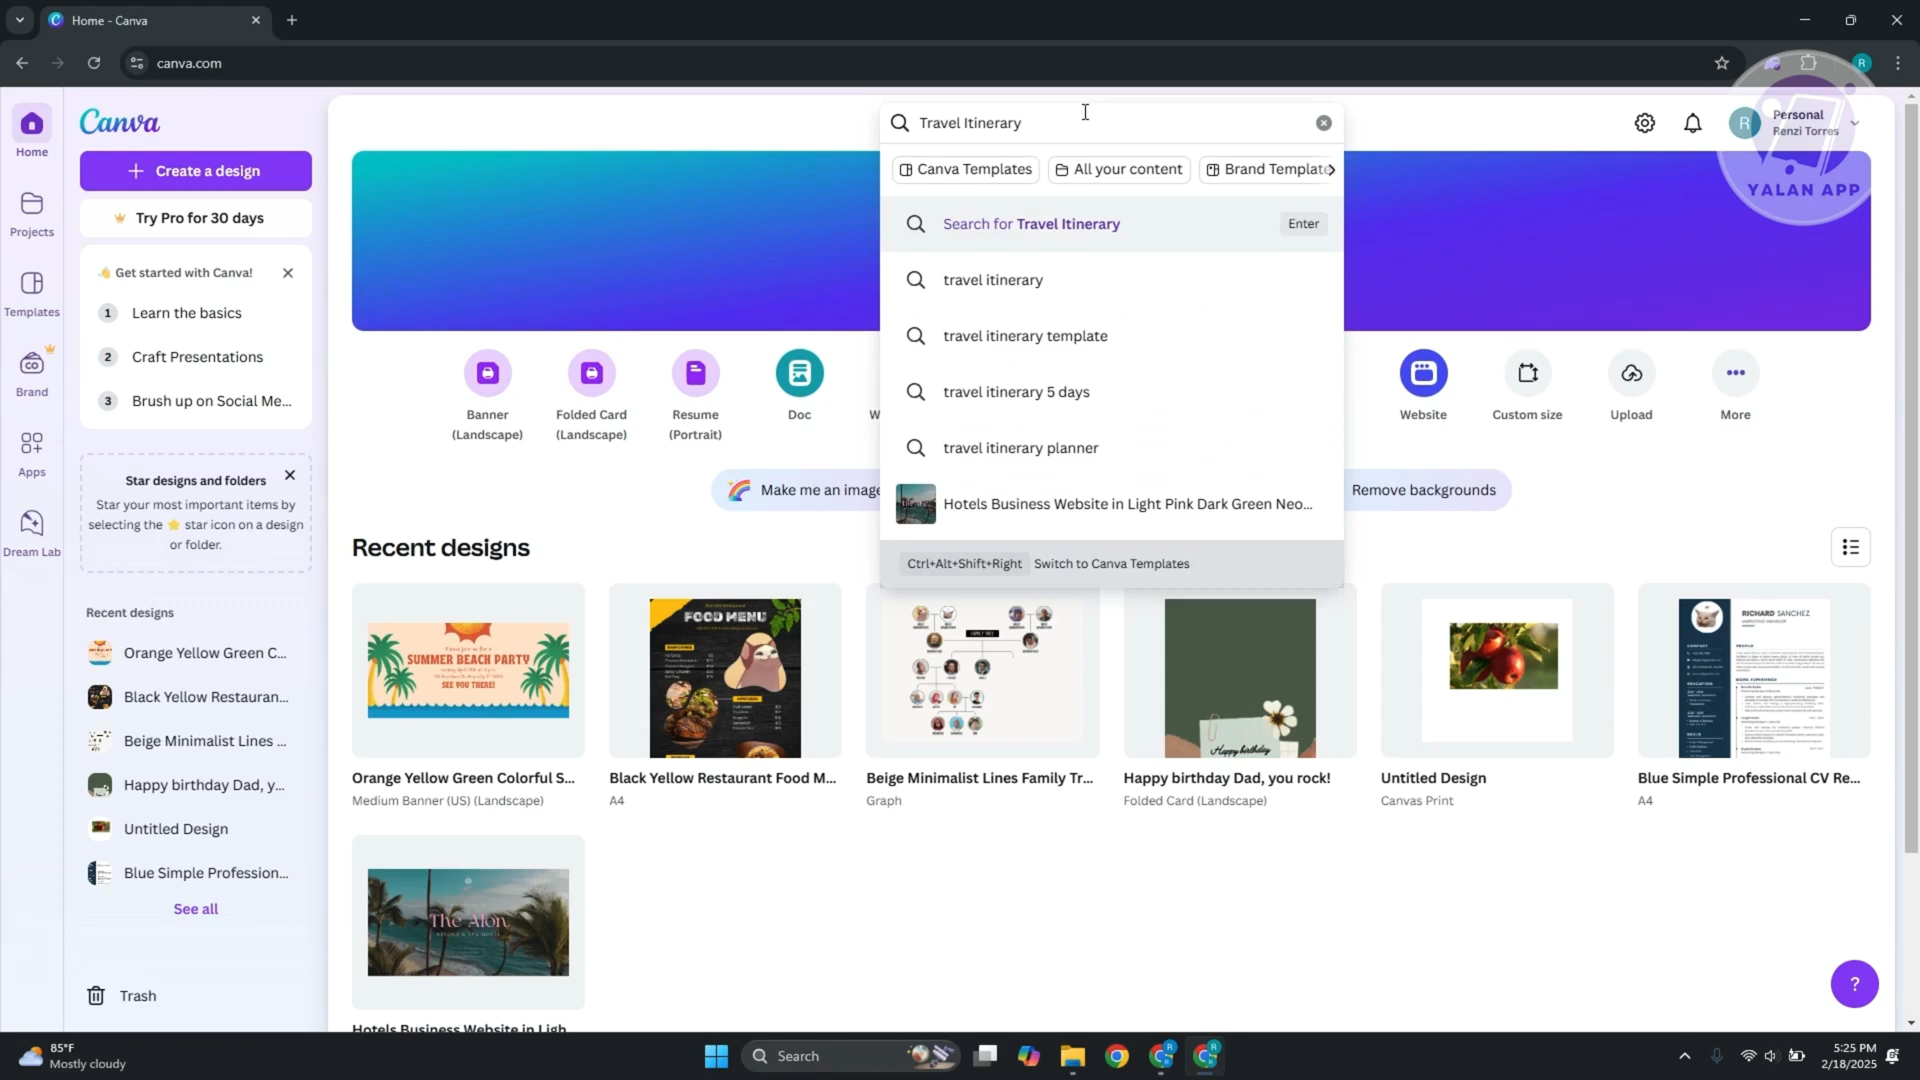 Home - Canva
canva.com
YALAN APP
Home
Projects
Templates
Brand
Apps
Dream Lab
Canva
Create a design
Try Pro for 30 days
Get started with Canva!
1 Learn the basics
2 Craft Presentations
3 Brush up on Social Me...
Star designs and folders
Star your most important items by
selecting the ⭐ star icon on a design
or folder.
Recent designs
Orange Yellow Green C...
Black Yellow Restauran...
Beige Minimalist Lines ...
Happy birthday Dad, y...
Untitled Design
Blue Simple Profession...
See all
Trash
Travel Itinerary
Canva Templates
All your content
Brand Template
Search for Travel Itinerary
Enter
travel itinerary
travel itinerary template
travel itinerary 5 days
travel itinerary planner
Hotels Business Website in Light Pink Dark Green Neo...
Ctrl+Alt+Shift+Right Switch to Canva Templates
R
Personal
Renzi Torres
Banner
(Landscape)
Folded Card
(Landscape)
Resume
(Portrait)
Doc
W
Website
Custom size
Upload
More
Make me an image
Remove backgrounds
Recent designs
SUMMER BEACH PARTY
SEE YOU THERE!
FOOD MENU
FAMILY TREE
Happy birthday
RICHARD SANCHEZ
Orange Yellow Green Colorful S...
Medium Banner (US) (Landscape)
Black Yellow Restaurant Food M...
A4
Beige Minimalist Lines Family Tr...
Graph
Happy birthday Dad, you rock!
Folded Card (Landscape)
Untitled Design
Canvas Print
Blue Simple Professional CV Re...
A4
The Alon
Hotels Business Website in Ligh
?
85°F
Mostly cloudy
Search
5:25 PM
2/18/2025